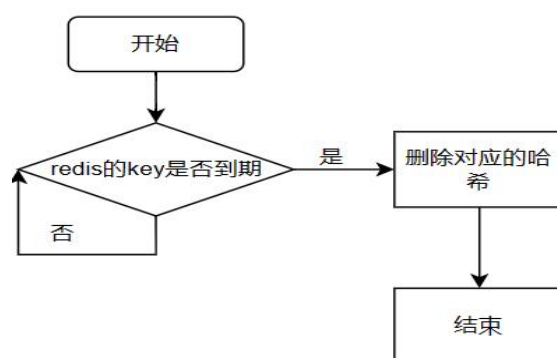 开始
redis的key是否到期
是
删除对应的哈
希
否
结束